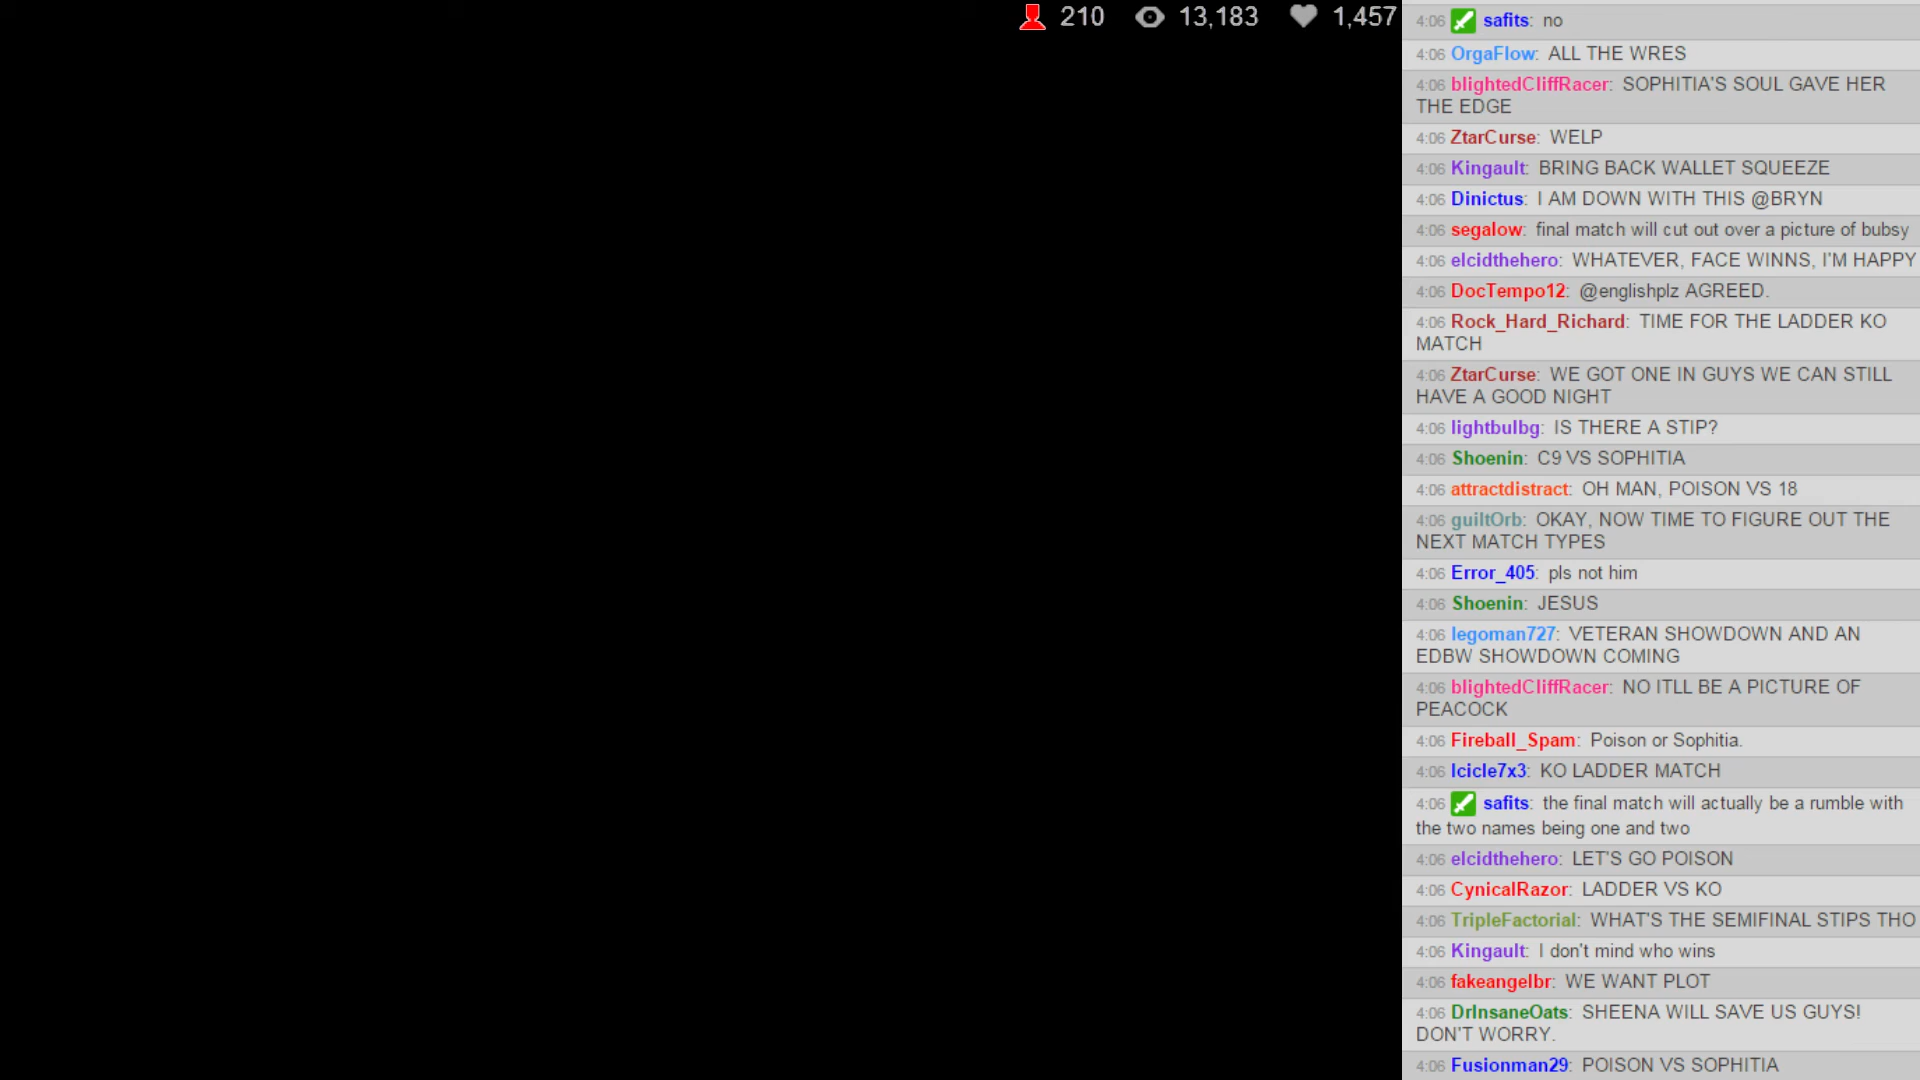 210 13,183 1,457
4:06 safits: no
4:06 OrgaFlow: ALL THE WRES
4:06 blightedCliffRacer: SOPHITIA'S SOUL GAVE HER
THE EDGE
4:06 ZtarCurse: WELP
4:06 Kingault: BRING BACK WALLET SQUEEZE
4:06 Dinictus: I AM DOWN WITH THIS @BRYN
4:06 segalow: final match will cut out over a picture of bubsy
4:06 elcidthehero: WHATEVER, FACE WINNS, I'M HAPPY
4:06 DocTempo12: @englishplz AGREED.
4:06 Rock_Hard_Richard: TIME FOR THE LADDER KO
MATCH
4:06 ZtarCurse: WE GOT ONE IN GUYS WE CAN STILL
HAVE A GOOD NIGHT
4:06 lightbulbg: IS THERE A STIP?
4:06 Shoenin: C9 VS SOPHITIA
4:06 attractdistract: OH MAN, POISON VS 18
4:06 guiltOrb: OKAY, NOW TIME TO FIGURE OUT THE
NEXT MATCH TYPES
4:06 Error_405: pls not him
4:06 Shoenin: JESUS
4:06 legoman727: VETERAN SHOWDOWN AND AN
EDBW SHOWDOWN COMING
4:06 blightedCliffRacer: NO ITLL BE A PICTURE OF
PEACOCK
4:06 Fireball_Spam: Poison or Sophitia.
4:06 Icicle7x3: KO LADDER MATCH
4:06 safits: the final match will actually be a rumble with
the two names being one and two
4:06 elcidthehero: LET'S GO POISON
4:06 CynicalRazor: LADDER VS KO
4:06 TripleFactorial: WHAT'S THE SEMIFINAL STIPS THO
4:06 Kingault: I don't mind who wins
4:06 fakeangelbr: WE WANT PLOT
4:06 DrInsaneOats: SHEENA WILL SAVE US GUYS!
DON'T WORRY.
4:06 Fusionman29: POISON VS SOPHITIA